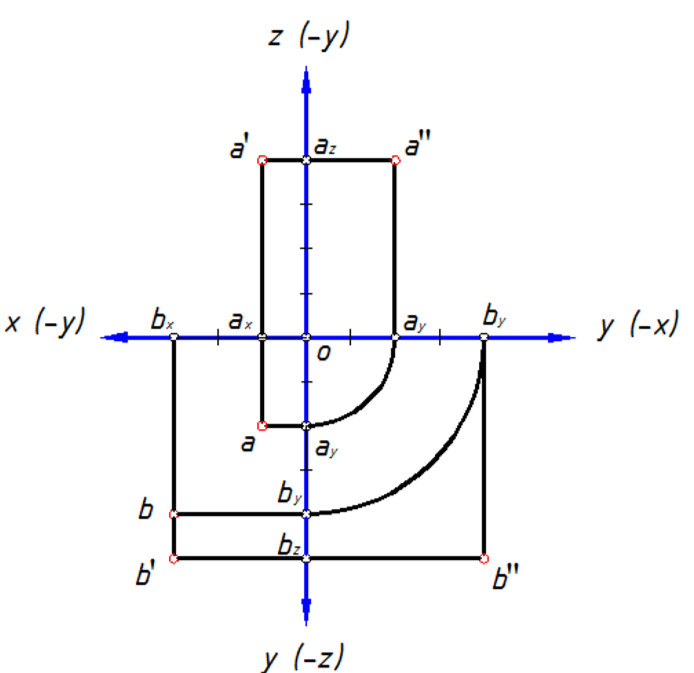 z (-y)
a' az a"
x (-y) bx ax o ay by y (-x)
a ay
b by
bz
b' b"
y (-z)